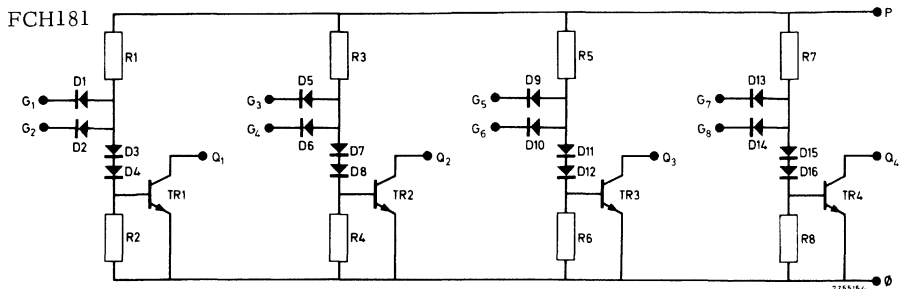 FCH181
P
R1 R3 R5 R7
D1 D5 D9 D13
G1 G3 G5 G7
G2 G4 G6 G8
D2 D6 D10 D14
D3 D7 D11 D15
Q1 Q2 Q3 Q4
D4 D8 D12 D16
TR1 TR2 TR3 TR4
R2 R4 R6 R8
Ø